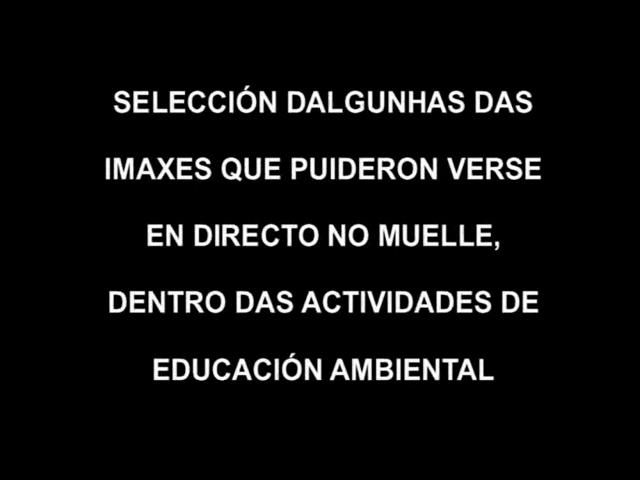 SELECCIÓN DALGUNHAS DAS
IMAXES QUE PUIDERON VERSE
EN DIRECTO NO MUELLE,
DENTRO DAS ACTIVIDADES DE
EDUCACIÓN AMBIENTAL